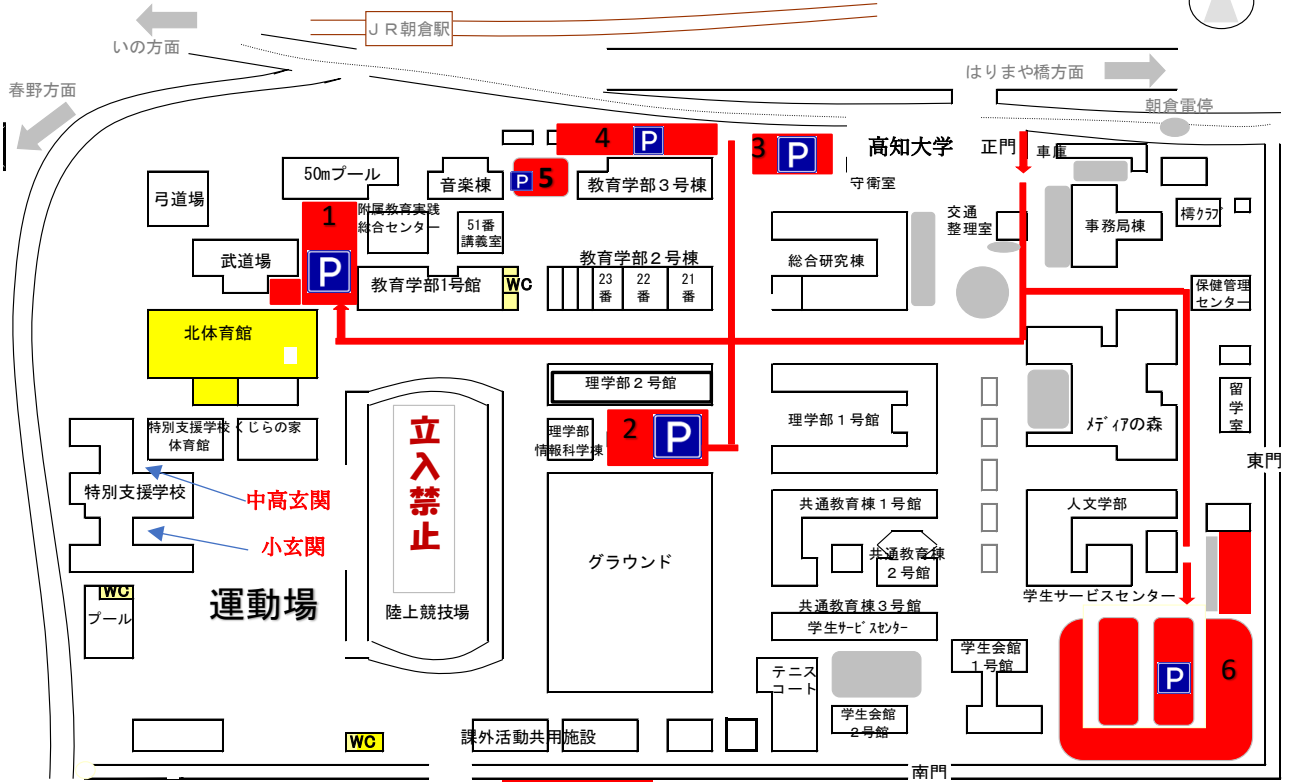 ＪＲ朝倉駅
いの方面
はりまや橋方面
春野方面
朝倉電停
4
P
3
P
高知大学
正門
車庫
守衛室
50mプール
音楽棟
P
5
教育学部３号棟
弓道場
1
附属教育実践
総合センター
51番
講義室
交通
整理室
事務局棟
樗クラブ
武道場
P
教育学部1号館
WC
教育学部２号棟
23
番
22
番
21
番
総合研究棟
保健管理
センター
北体育館
理学部２号館
留
学
室
特別支援学校
体育館
くじらの家
立
入
禁
止
理学部
情報科学棟
2
P
理学部１号館
ﾒﾃﾞｨｱの森
東門
特別支援学校
中高玄関
小玄関
共通教育棟１号館
人文学部
共通教育棟
２号館
グラウンド
WC
プール
運動場
陸上競技場
共通教育棟３号館
学生ｻｰﾋﾞｽｾﾝﾀｰ
学生サービスセンター
テニス
コート
学生会館
１号館
P
6
学生会館
２号館
WC
課外活動共用施設
南門